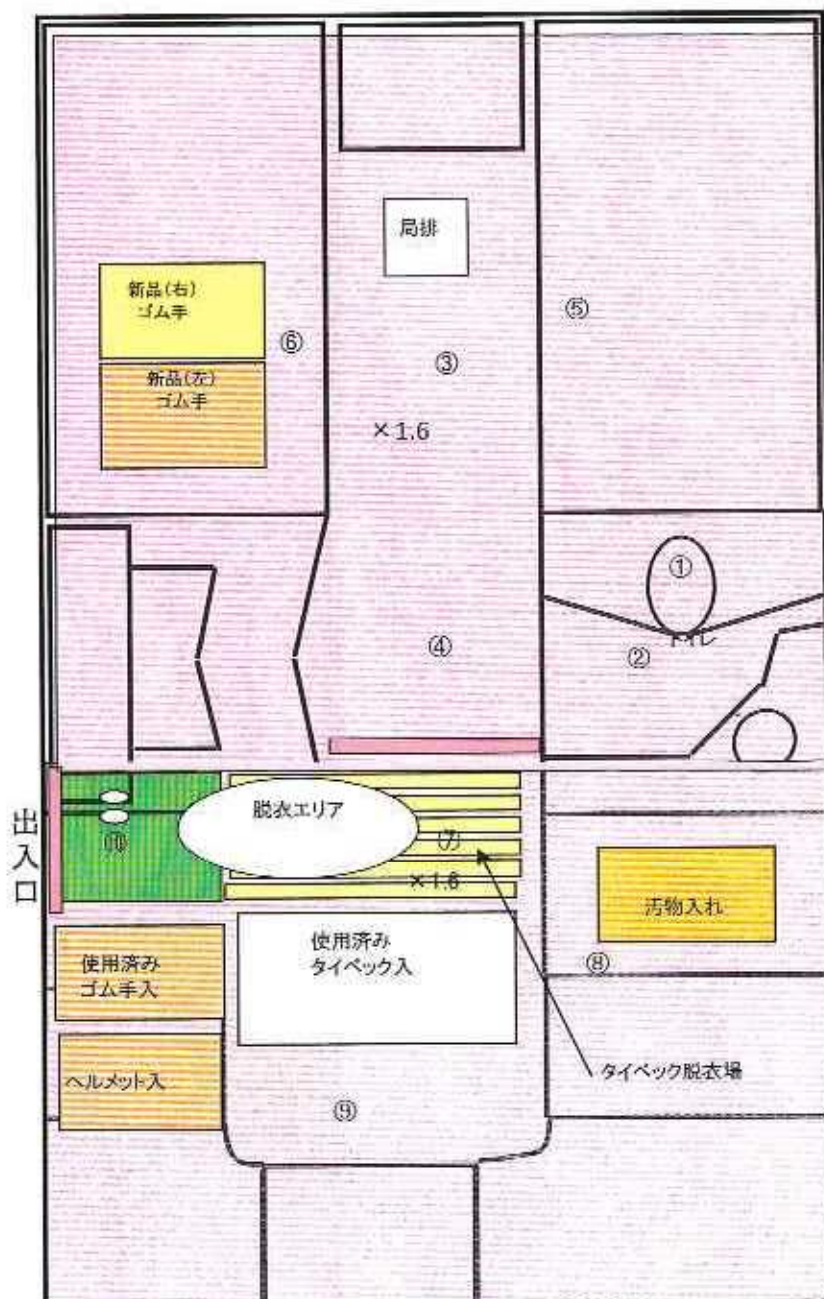 局排
新品(右)
ゴム手
⑥
新品(左)
ゴム手
③
⑤
×1.6
①
トイレ
②
④
出入口
脱衣エリア
⑩
⑦
×1.6
使用済み
タイベック入
汚物入れ
⑧
使用済み
ゴム手入
ヘルメット入
タイベック脱衣場
⑨